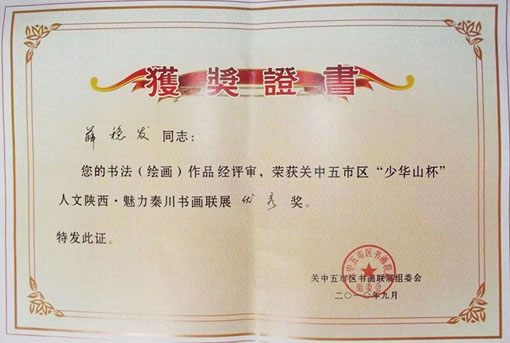 獲獎證書
薛稳发 同志:
您的书法(绘画)作品经评审,荣获关中五市区“少华山杯”
人文陕西·魅力秦川书画联展 优秀 奖。
特发此证。
关中五市区书画联展组委会
二〇一〇年九月